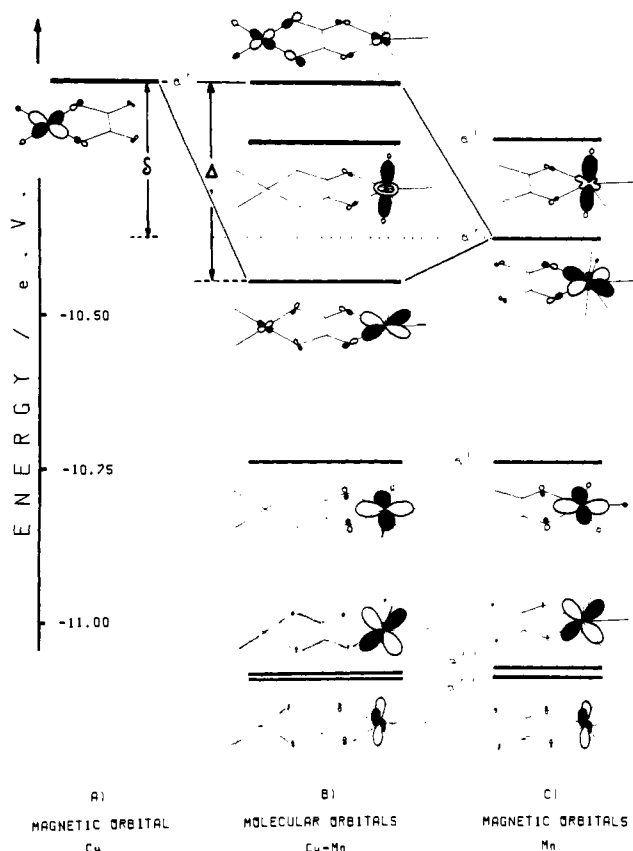 ENERGY / e.V.
-10.50
-10.75
-11.00
δ
Δ
a'
a'
a'
a'
a''
a''
A)
MAGNETIC ORBITAL
Cu
B)
MOLECULAR ORBITALS
Cu-Mn
C)
MAGNETIC ORBITALS
Mn